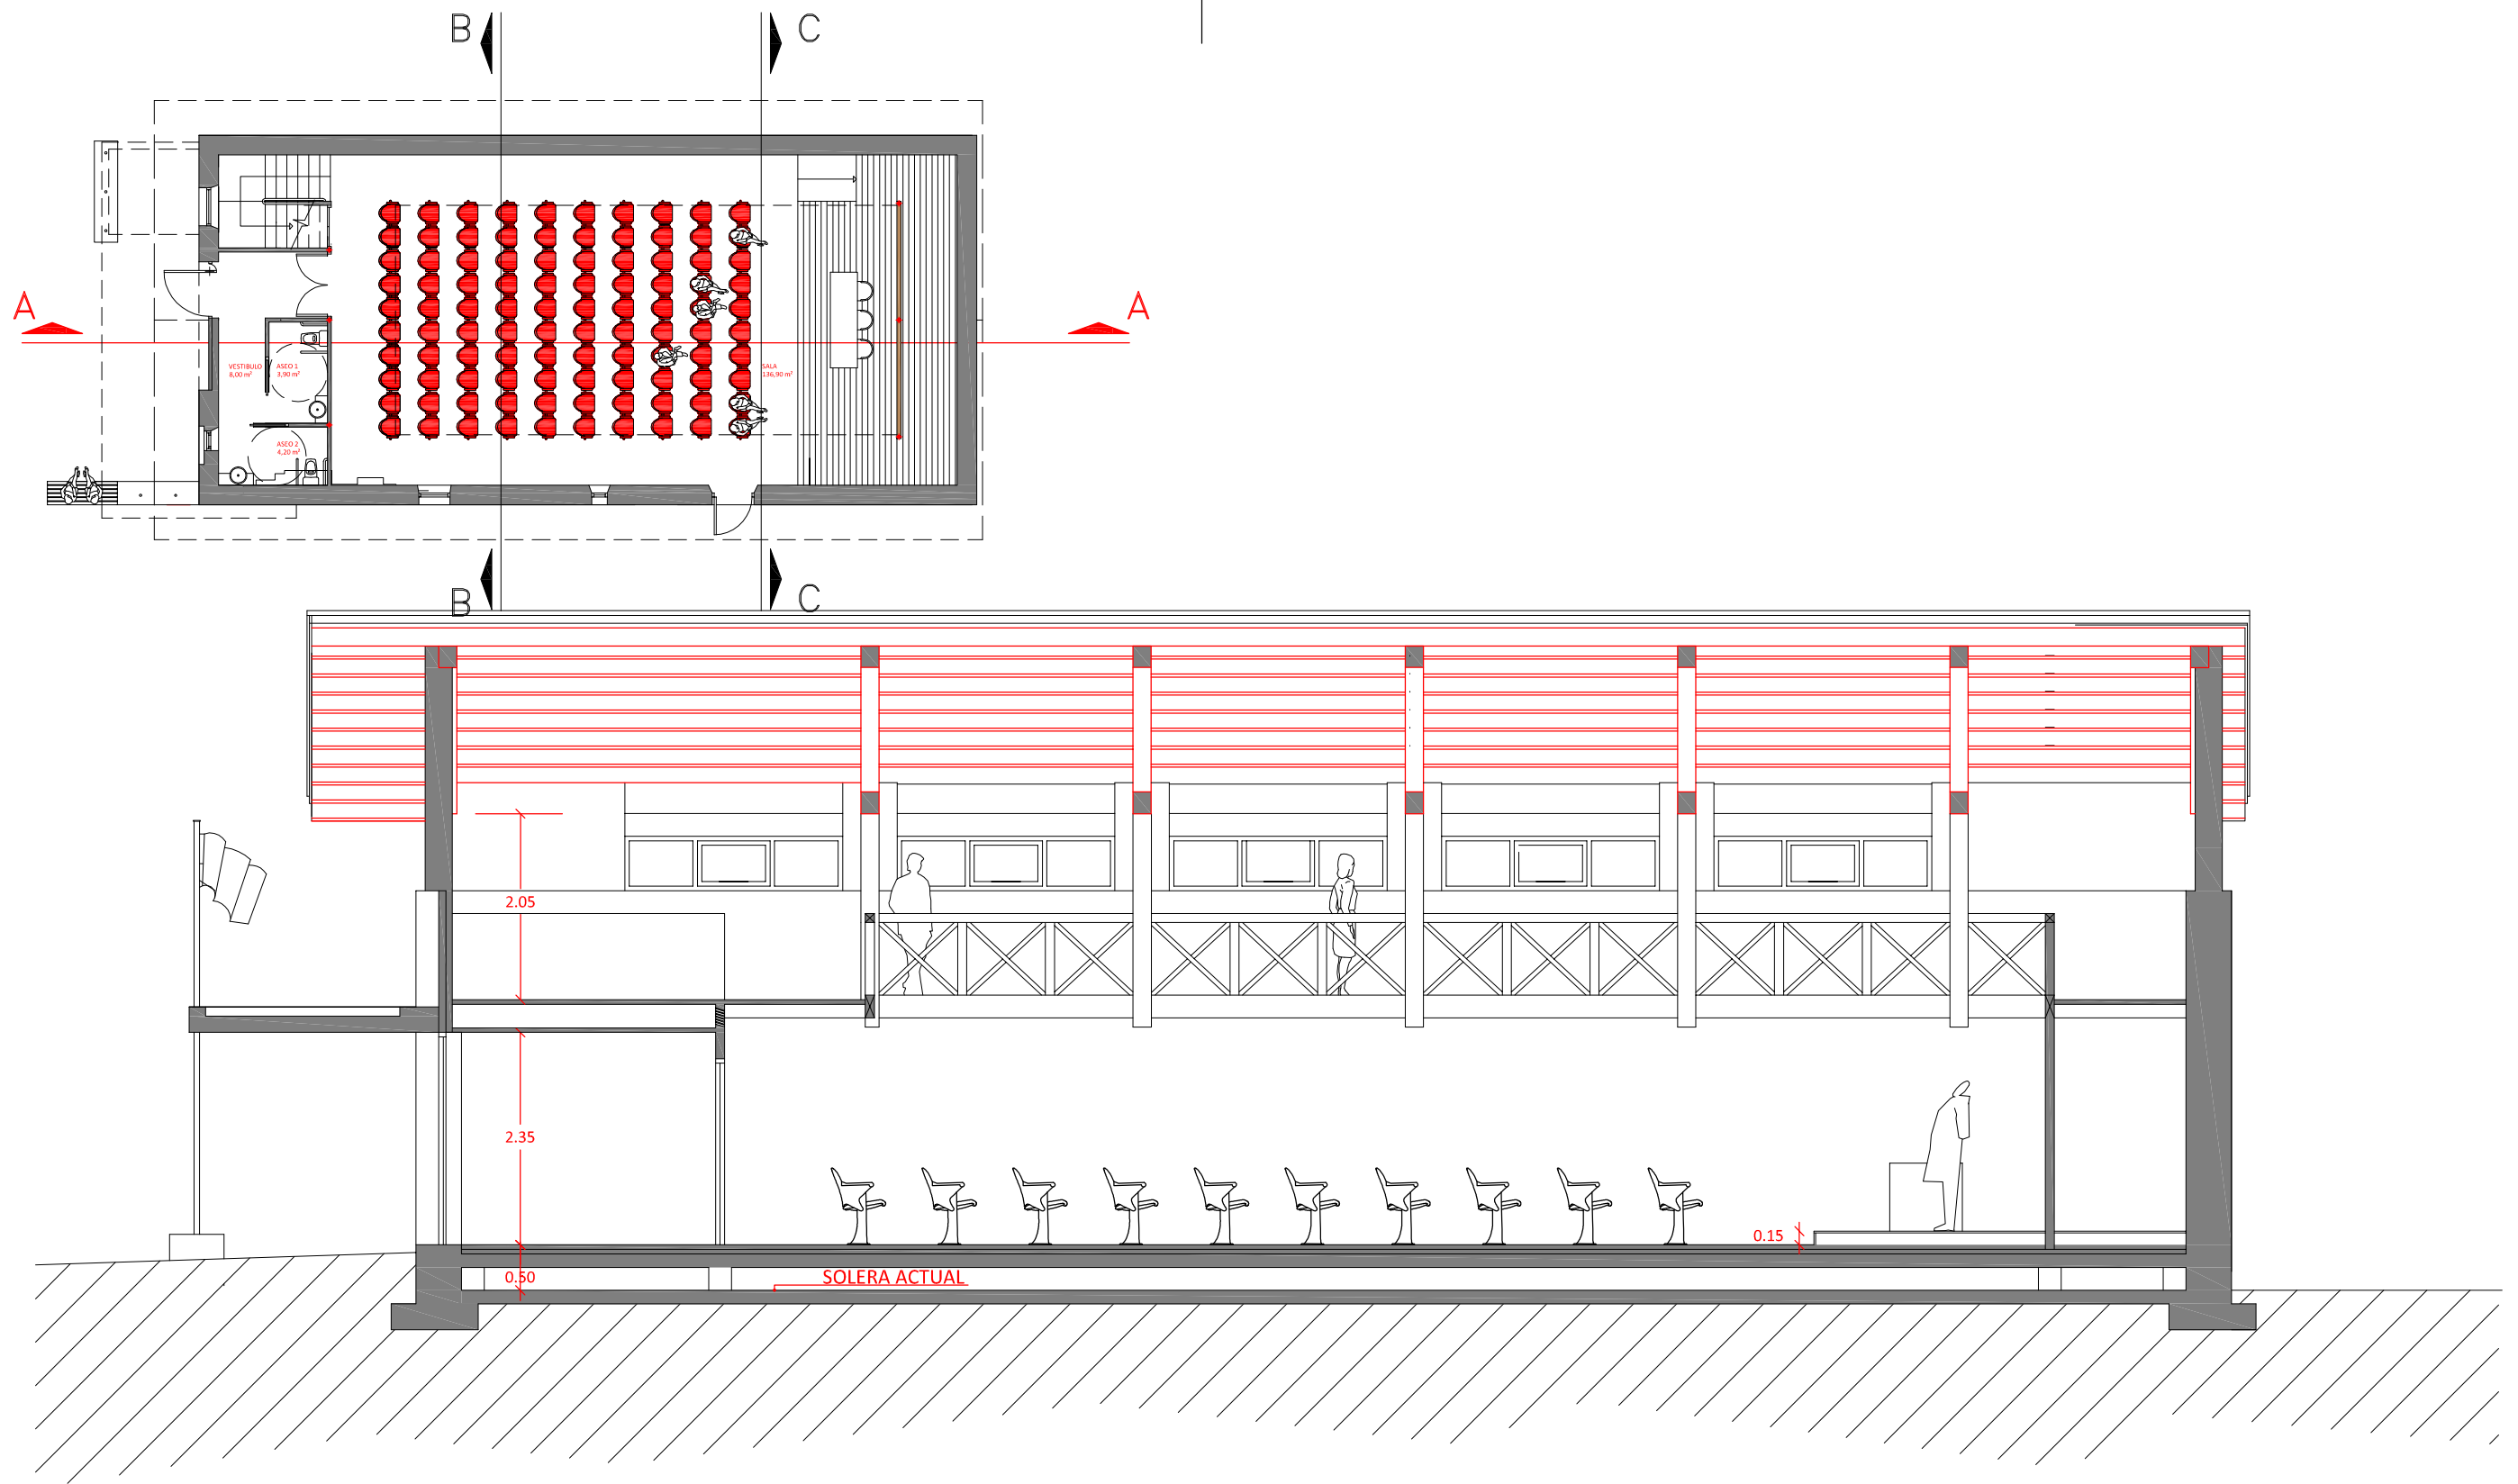 B
C
A
A
VESTIBULO
8,00 m²
ASEO 1
3,90 m²
SALA
136,90 m²
ASEO 2
4,20 m²
B
C
2.05
2.35
0.15
0.50
SOLERA ACTUAL